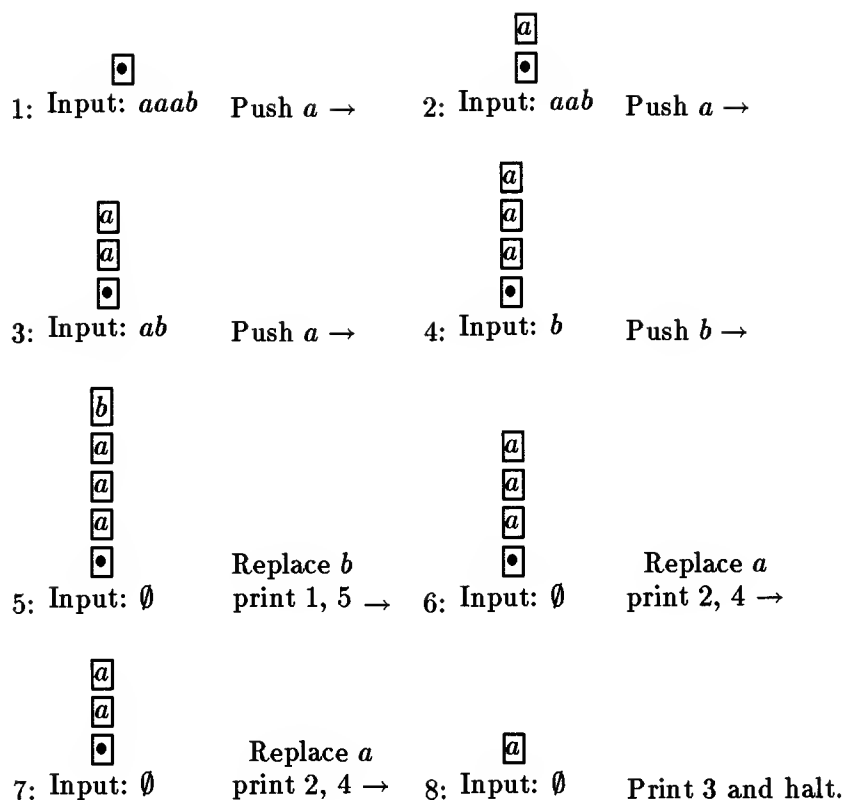 a
•
•
1: Input: aaab Push a → 2: Input: aab Push a →
a
a
a
a
a
•
•
3: Input: ab Push a → 4: Input: b Push b →
b
a
a
a
a
a
a
•
•
Replace b
Replace a
5: Input: ∅ print 1, 5 → 6: Input: ∅ print 2, 4 →
a
a
•
a
Replace a
7: Input: ∅ print 2, 4 → 8: Input: ∅ Print 3 and halt.